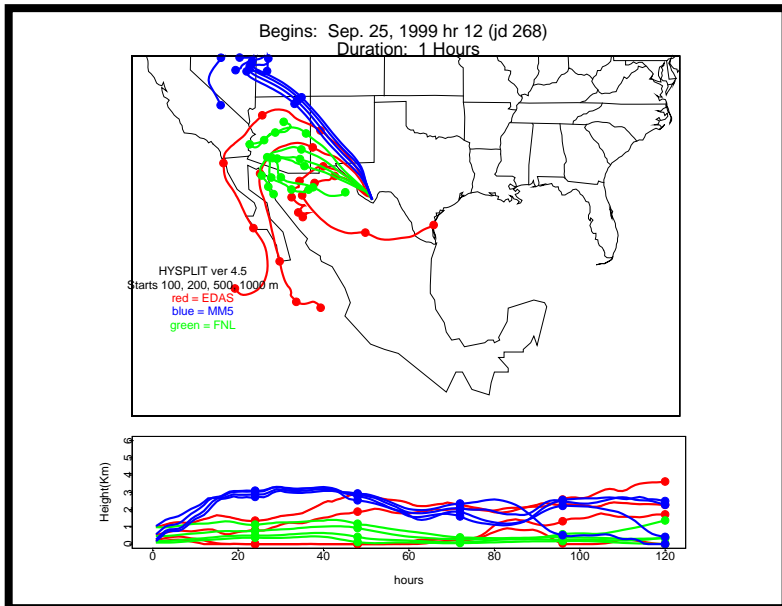 Begins: Sep. 25, 1999 hr 12 (jd 268)
Duration: 1 Hours
HYSPLIT ver 4.5
Starts 100, 200, 500, 1000 m
red = EDAS
blue = MM5
green = FNL
Height(Km)
6
5
4
3
2
1
0
0 20 40 60 80 100 120
hours